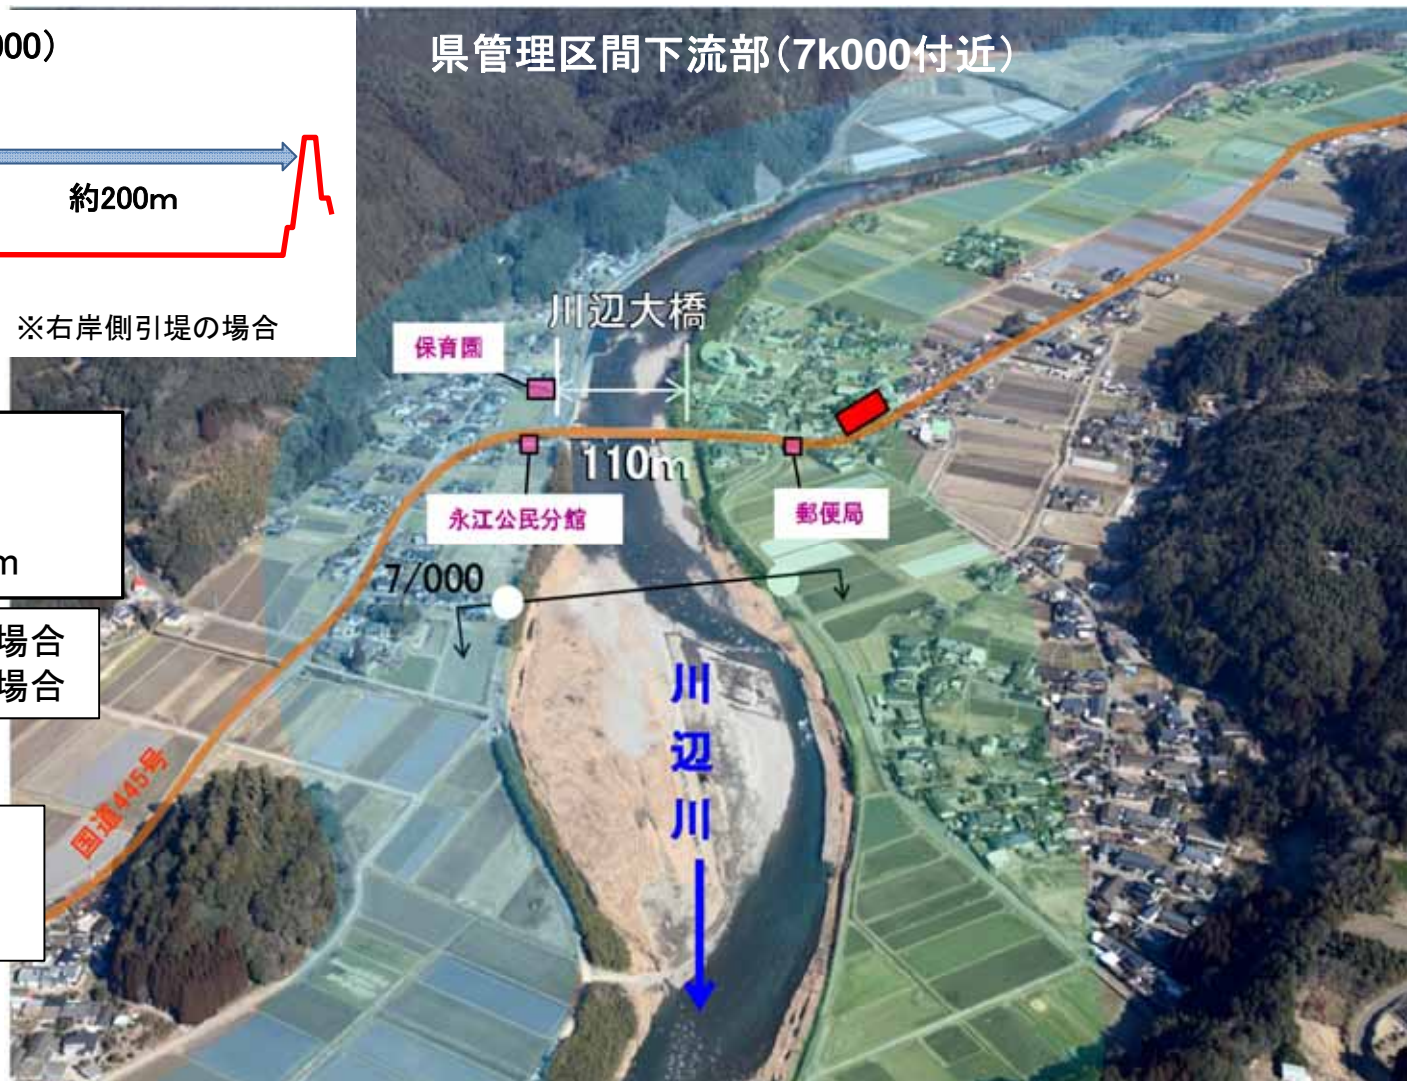 000)
県管理区間下流部(7k000付近)
約200m
※右岸側引堤の場合
川辺大橋
保育園
110m
永江公民分館
郵便局
m
7/000
場合
場合
川辺川
国道445号